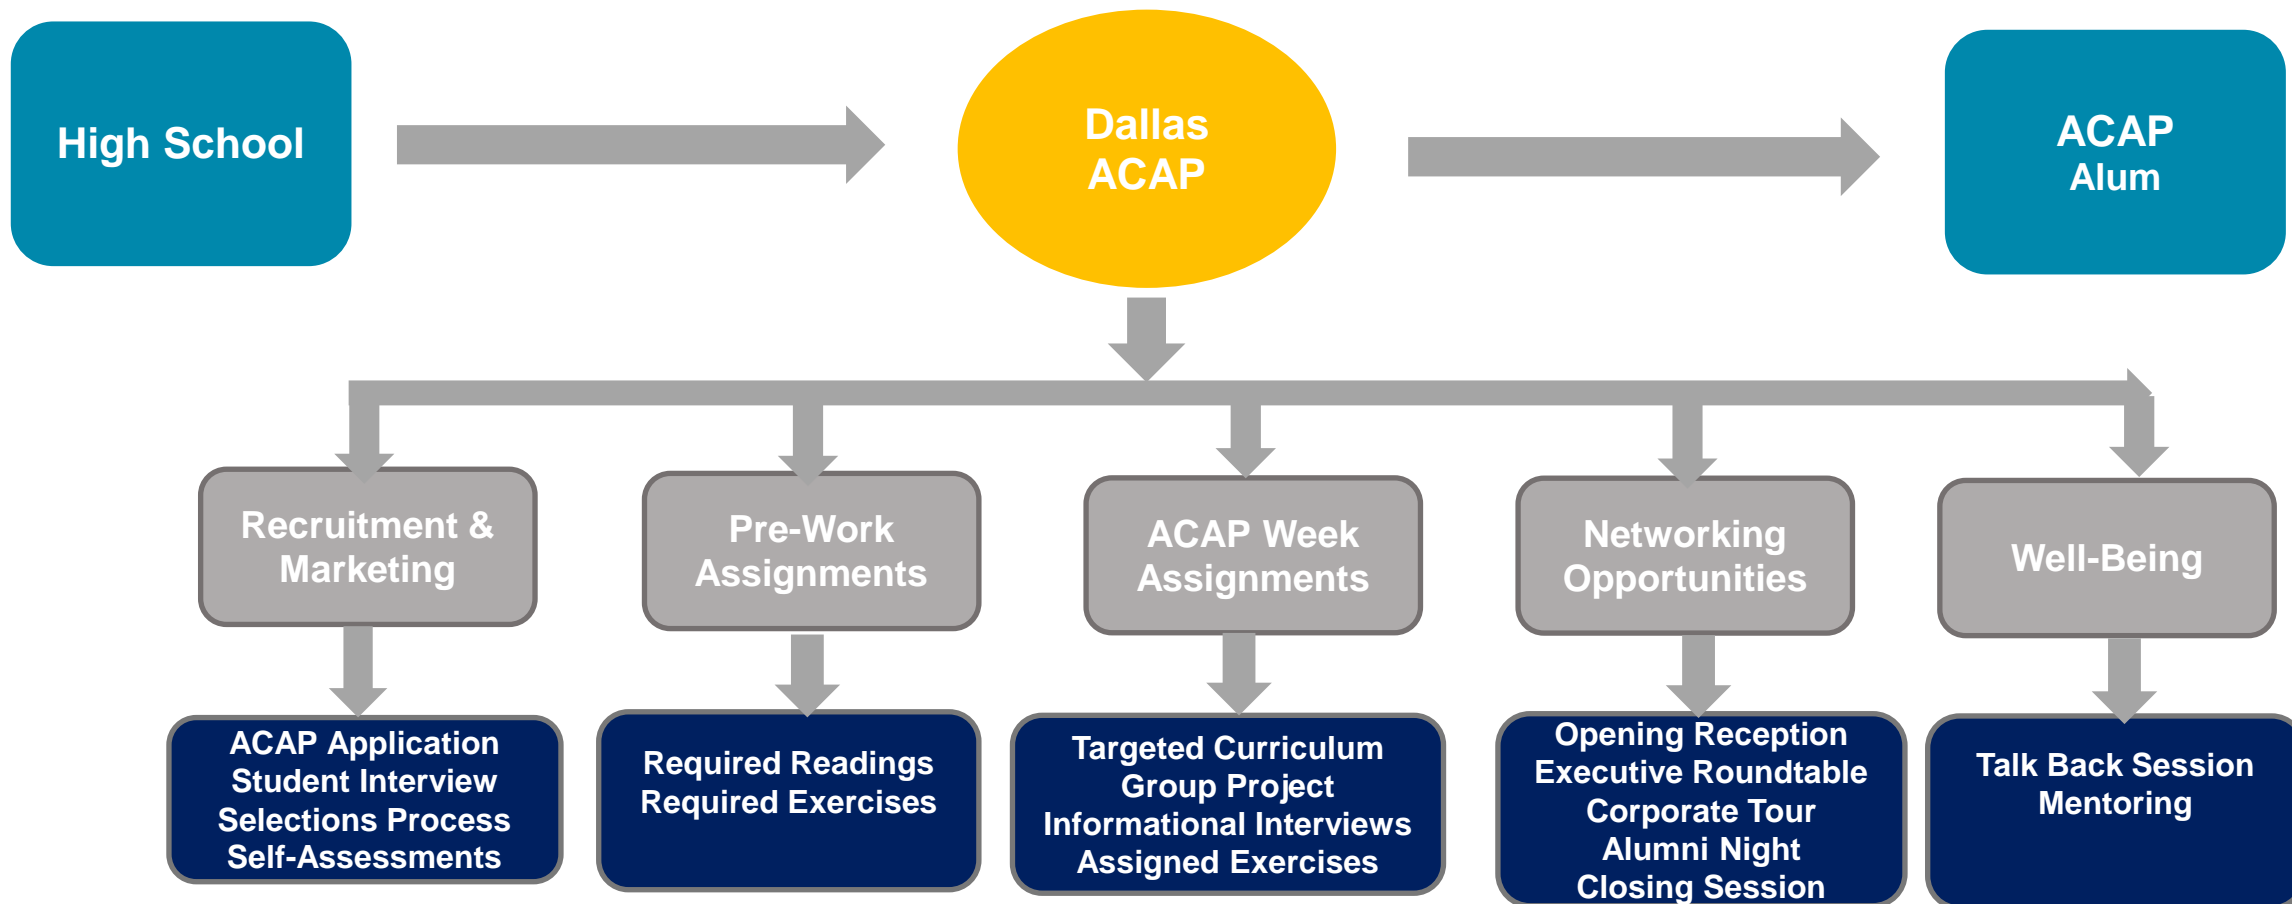 High School
Dallas
ACAP
ACAP
Alum
Recruitment &
Marketing
Pre-Work
Assignments
ACAP Week
Assignments
Networking
Opportunities
Well-Being
ACAP Application
Student Interview
Selections Process
Self-Assessments
Required Readings
Required Exercises
Targeted Curriculum
Group Project
Informational Interviews
Assigned Exercises
Opening Reception
Executive Roundtable
Corporate Tour
Alumni Night
Closing Session
Talk Back Session
Mentoring